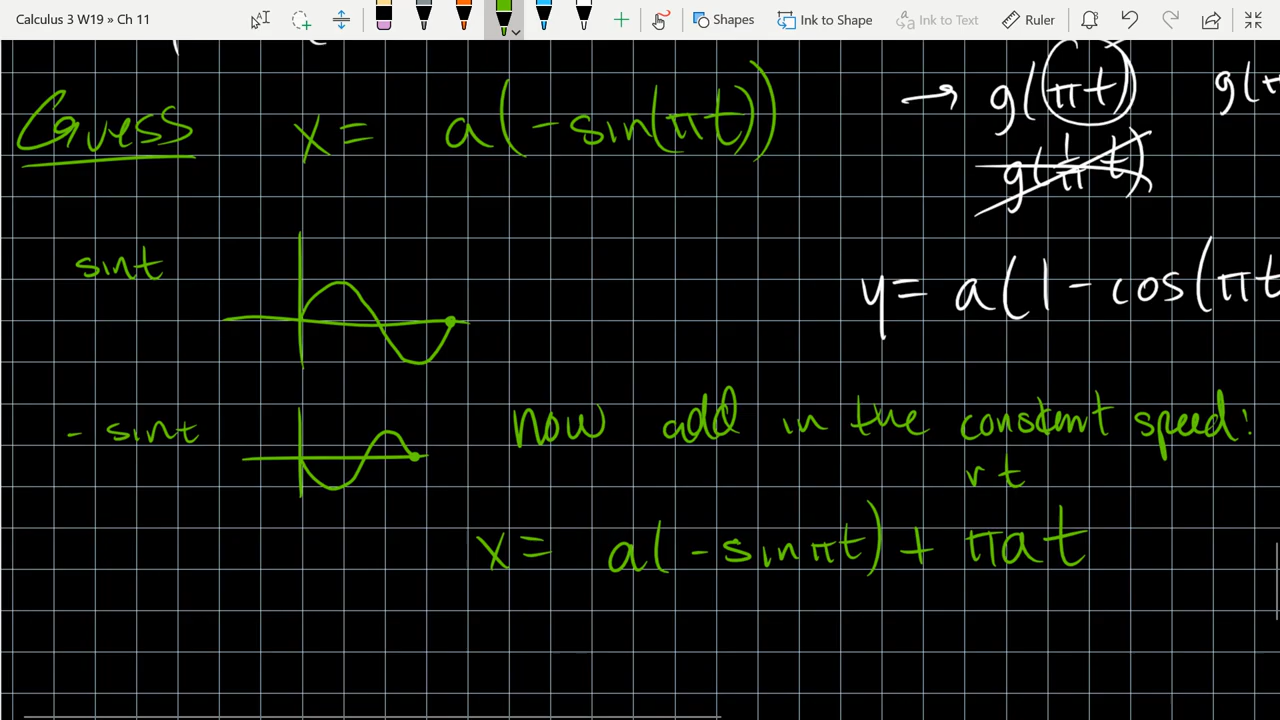 Calculus 3 W19 » Ch 11
Shapes
Ink to Shape
Ink to Text
Ruler
Guess x = a(-sin(πt))
→ g(πt)
g(1/π t)
sint
y = a(1 - cos(πt
- sint
now add in the constant speed:
rt
x = a(-sinπt) + πat